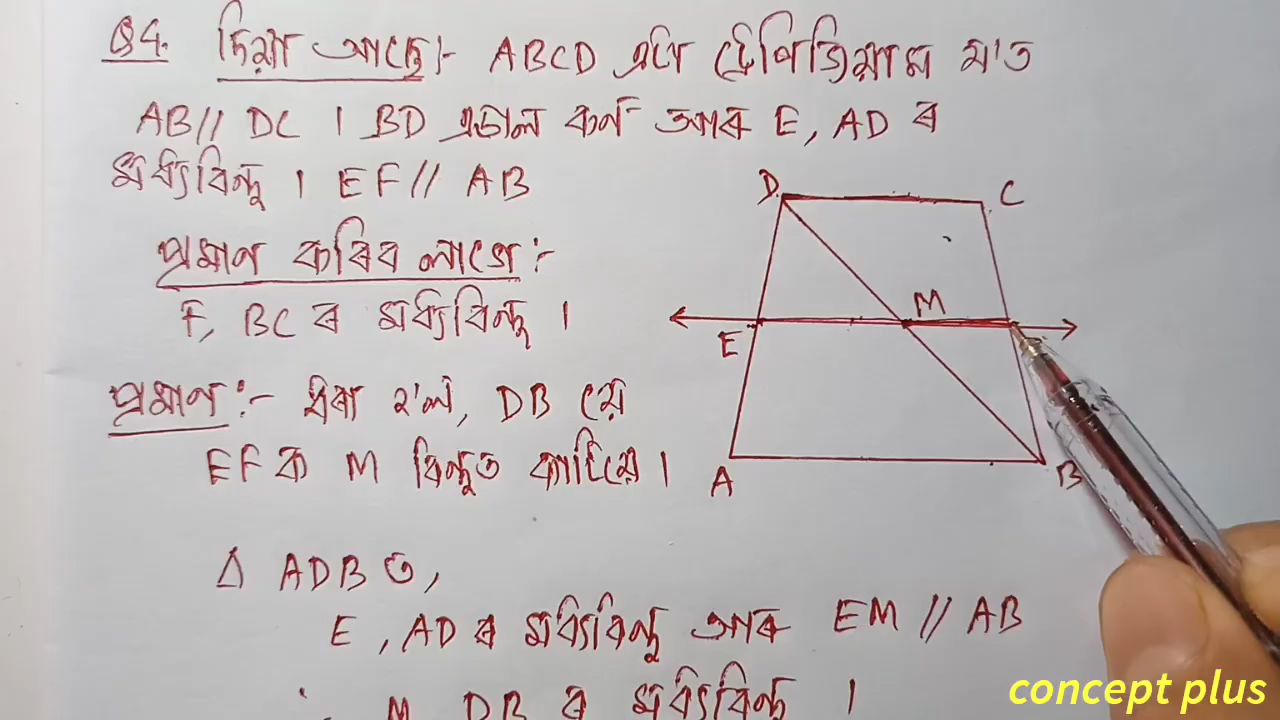 Q4. দিয়া আছে:- ABCD এটা ট্ৰেপিজিয়াম য'ত
AB // DC । BD এডাল কৰ্ণ আৰু E, AD ৰ
মধ্যবিন্দু । EF // AB
প্ৰমাণ কৰিব লাগে :-
F, BC ৰ মধ্যবিন্দু ।
প্ৰমাণ :- ধৰা হ'ল, DB য়ে
EF ক M বিন্দুত কাটিয়ে ।
Δ ADB ত,
E, AD ৰ মধ্যবিন্দু আৰু EM // AB
∴ M DB ৰ মধ্যবিন্দু ।
D C
M
E
A B
concept plus